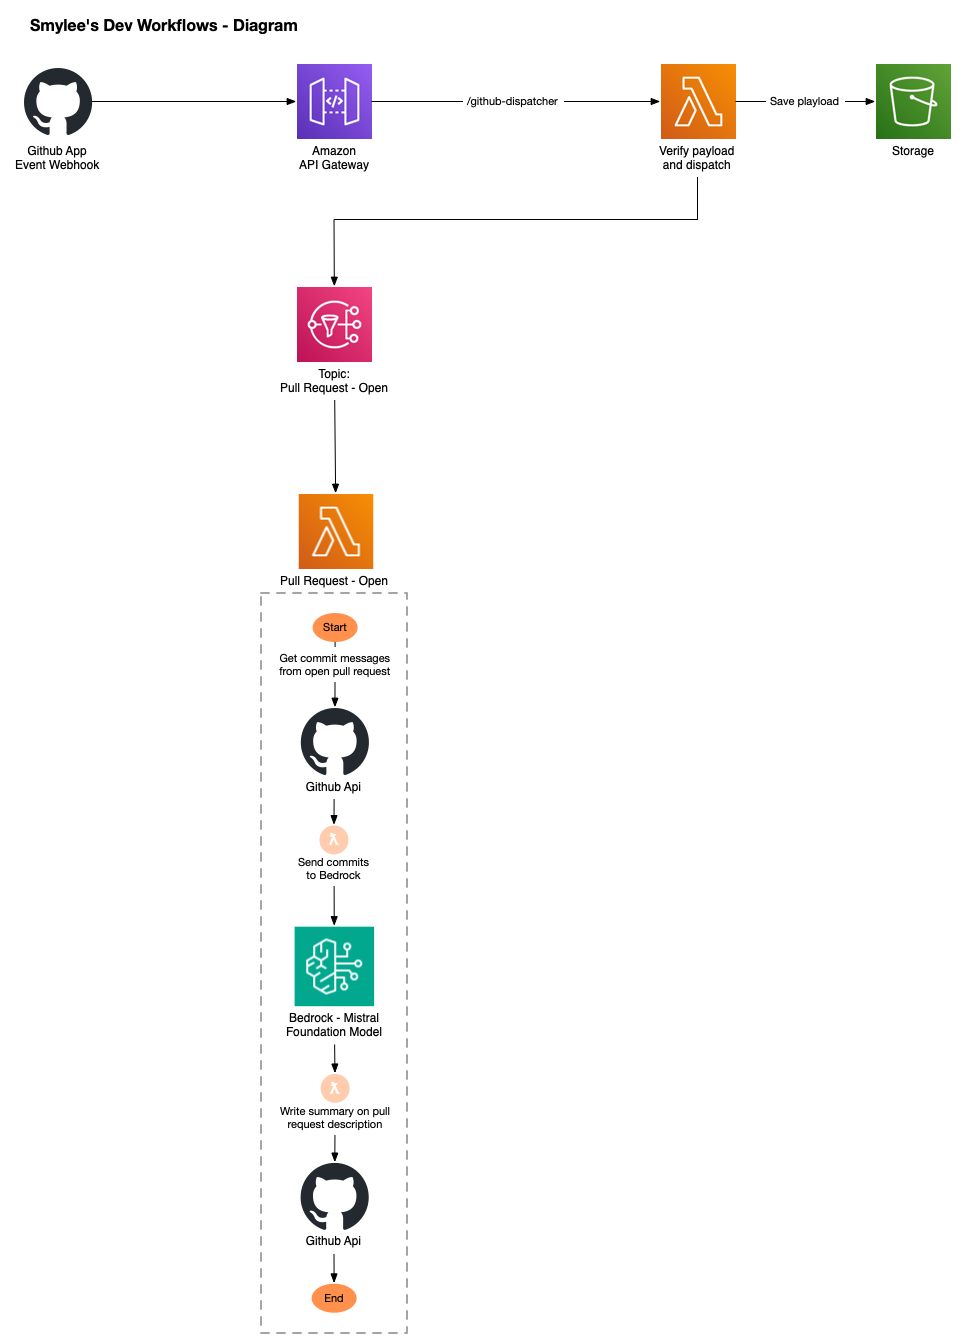 Smylee's Dev Workflows - Diagram
Github App
Event Webhook
Amazon
API Gateway
/github-dispatcher
Verify payload
and dispatch
Save playload
Storage
Topic:
Pull Request - Open
Pull Request - Open
Start
Get commit messages
from open pull request
Github Api
Send commits
to Bedrock
Bedrock - Mistral
Foundation Model
Write summary on pull
request description
Github Api
End